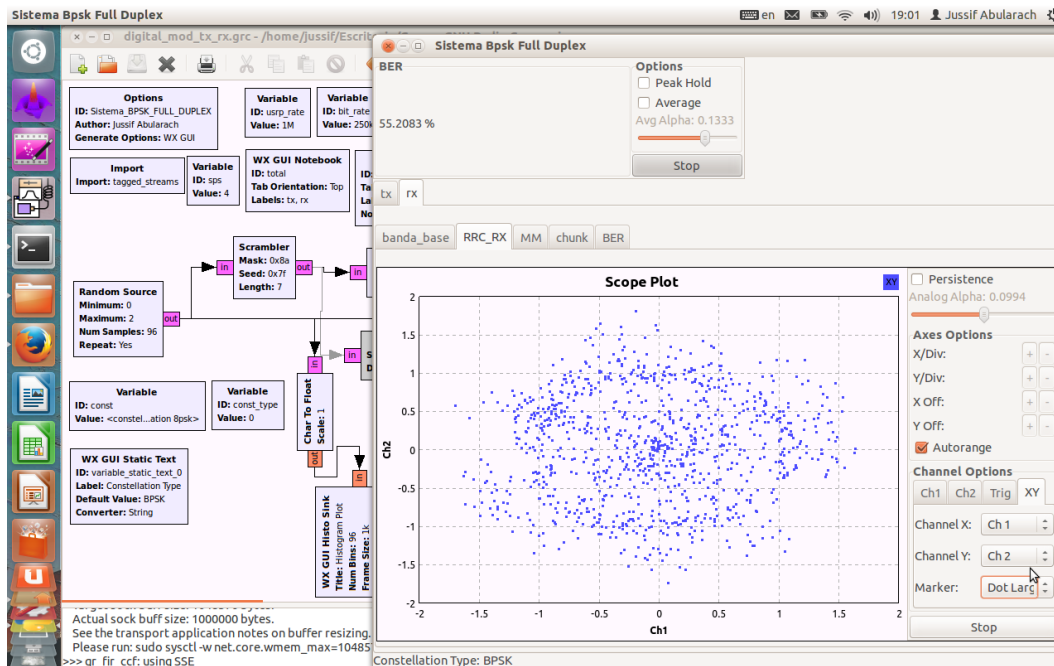 Sistema Bpsk Full Duplex
en
19:01
Jussif Abularach
digital_mod_tx_rx.grc - /home/jussif/Escrit
Options
ID: Sistema_BPSK_FULL_DUPLEX
Author: Jussif Abularach
Generate Options: WX GUI
Variable
ID: usrp_rate
Value: 1M
Variable
ID: bit_rate
Value: 250k
Import
Import: tagged_streams
Variable
ID: sps
Value: 4
WX GUI Notebook
ID: total
Tab Orientation: Top
Labels: tx, rx
ID:
Ta
La
No
Scrambler
Mask: 0x8a
Seed: 0x7f
Length: 7
in
out
in
Random Source
Minimum: 0
Maximum: 2
Num Samples: 96
Repeat: Yes
out
in
in
S
D
Char To Float
Scale: 1
out
in
Variable
ID: const
Value: <constel...ation 8psk>
Variable
ID: const_type
Value: 0
WX GUI Static Text
ID: variable_static_text_0
Label: Constellation Type
Default Value: BPSK
Converter: String
WX GUI Histo Sink
Title: Histogram Plot
Num Bins: 96
Frame Size: 1k
Actual sock buff size: 1000000 bytes.
See the transport application notes on buffer resizing.
Please run: sudo sysctl -w net.core.wmem_max=10485
>>> gr_fir_ccf: using SSE
Sistema Bpsk Full Duplex
BER
55.2083 %
Options
Peak Hold
Average
Avg Alpha: 0.1333
Stop
tx
rx
banda_base
RRC_RX
MM
chunk
BER
Scope Plot
XY
2
1.5
1
0.5
0
-0.5
-1
-1.5
-2
Ch2
-2
-1.5
-1
-0.5
0
0.5
1
1.5
2
Ch1
Persistence
Analog Alpha: 0.0994
Axes Options
X/Div:
+
-
Y/Div:
+
-
X Off:
+
-
Y Off:
+
-
Autorange
Channel Options
Ch1
Ch2
Trig
XY
Channel X:
Ch 1
Channel Y:
Ch 2
Marker:
Dot Larg
Stop
Constellation Type: BPSK